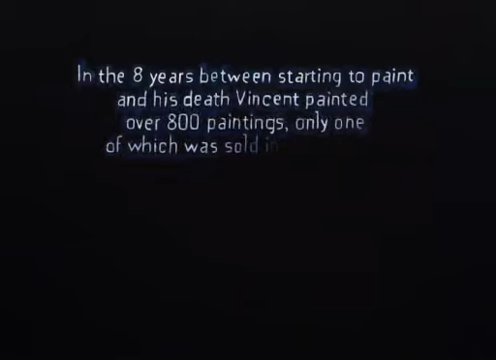 In the 8 years between starting to paint
and his death Vincent painted
over 800 paintings, only one
of which was sold in